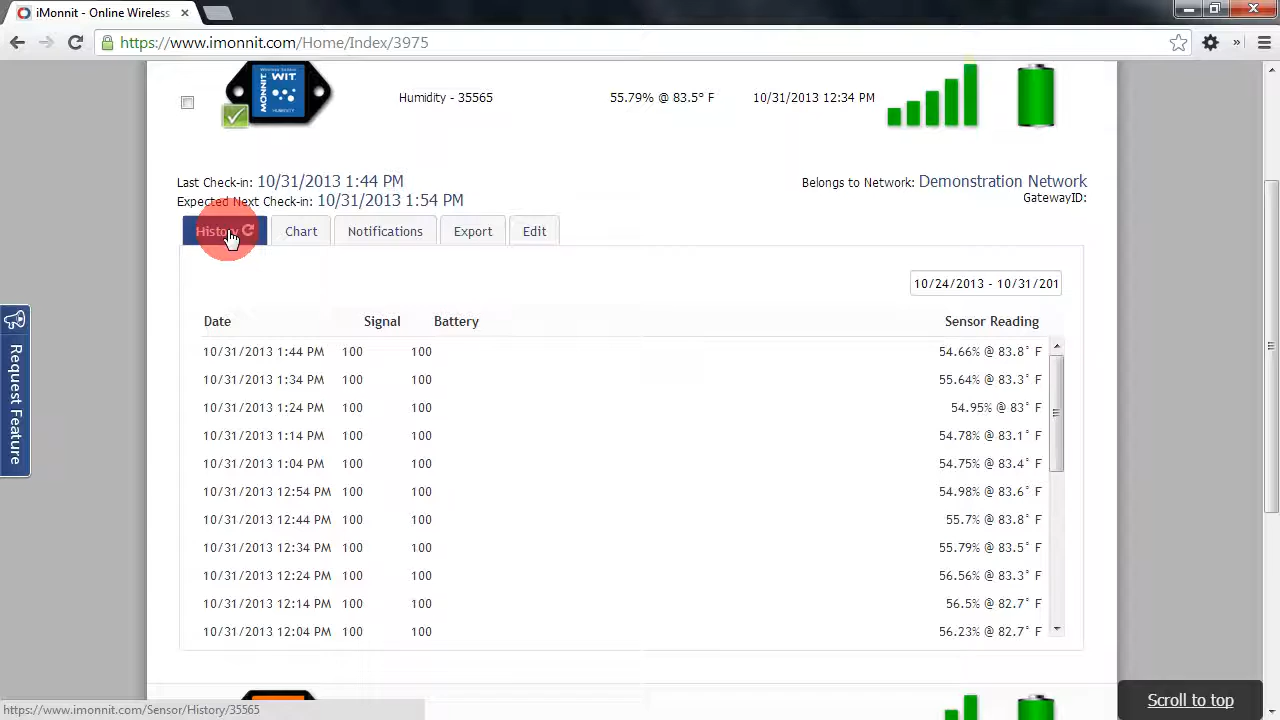 iMonnit - Online Wireless
https://www.imonnit.com/Home/Index/3975
MONNIT
Wireless Sensor
WIT
HUMIDITY
Humidity - 35565
55.79% @ 83.5° F
10/31/2013 12:34 PM
Last Check-in: 10/31/2013 1:44 PM
Expected Next Check-in: 10/31/2013 1:54 PM
Belongs to Network: Demonstration Network
GatewayID:
History
Chart
Notifications
Export
Edit
10/24/2013 - 10/31/201
Date Signal Battery Sensor Reading
10/31/2013 1:44 PM 100 100 54.66% @ 83.8° F
10/31/2013 1:34 PM 100 100 55.64% @ 83.3° F
10/31/2013 1:24 PM 100 100 54.95% @ 83° F
10/31/2013 1:14 PM 100 100 54.78% @ 83.1° F
10/31/2013 1:04 PM 100 100 54.75% @ 83.4° F
10/31/2013 12:54 PM 100 100 54.98% @ 83.6° F
10/31/2013 12:44 PM 100 100 55.7% @ 83.8° F
10/31/2013 12:34 PM 100 100 55.79% @ 83.5° F
10/31/2013 12:24 PM 100 100 56.56% @ 83.3° F
10/31/2013 12:14 PM 100 100 56.5% @ 82.7° F
10/31/2013 12:04 PM 100 100 56.23% @ 82.7° F
Request Feature
https://www.imonnit.com/Sensor/History/35565
Scroll to top